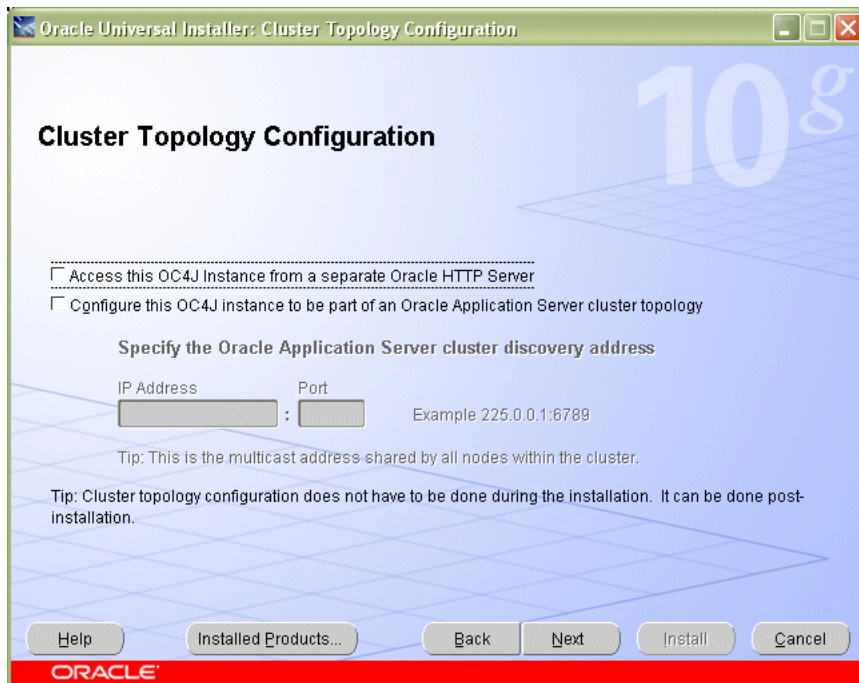 Oracle Universal Installer: Cluster Topology Configuration
10g
Cluster Topology Configuration
Access this OC4J Instance from a separate Oracle HTTP Server
Configure this OC4J instance to be part of an Oracle Application Server cluster topology
Specify the Oracle Application Server cluster discovery address
IP Address Port
: Example 225.0.0.1:6789
Tip: This is the multicast address shared by all nodes within the cluster.
Tip: Cluster topology configuration does not have to be done during the installation. It can be done post-
installation.
Help Installed Products... Back Next Install Cancel
ORACLE